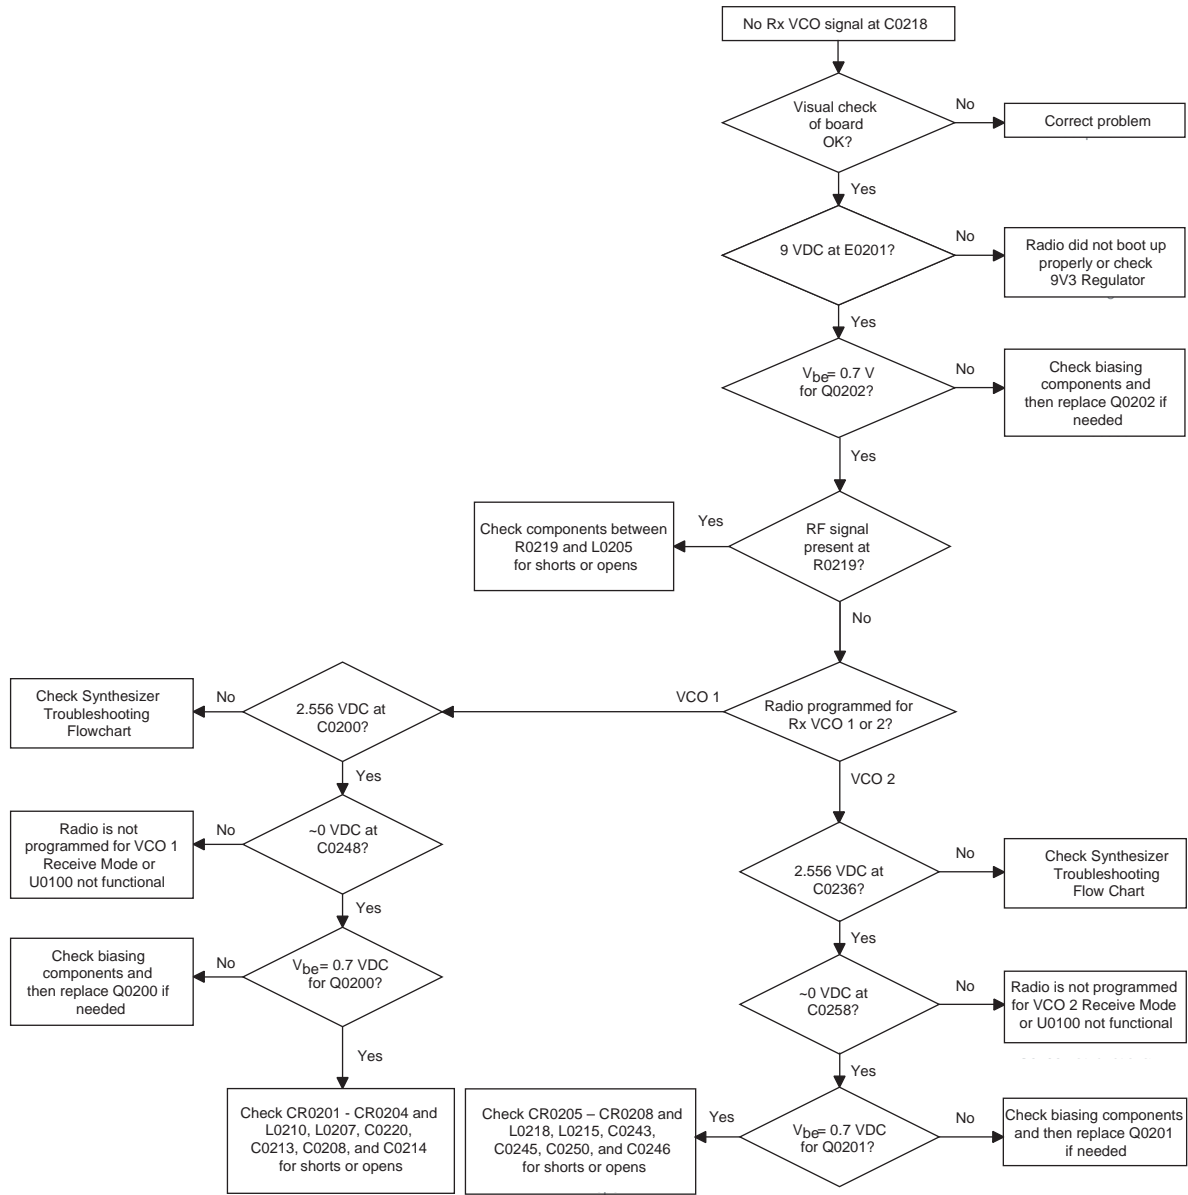 No Rx VCO signal at C0218
Visual check
of board
OK?
No
Correct problem
Yes
9 VDC at E0201?
No
Radio did not boot up
properly or check
9V3 Regulator
Yes
Vbe= 0.7 V
for Q0202?
No
Check biasing
components and
then replace Q0202 if
needed
Yes
RF signal
present at
R0219?
Yes
Check components between
R0219 and L0205
for shorts or opens
No
Radio programmed for
Rx VCO 1 or 2?
VCO 1
2.556 VDC at
C0200?
No
Check Synthesizer
Troubleshooting
Flowchart
Yes
~0 VDC at
C0248?
No
Radio is not
programmed for VCO 1
Receive Mode or
U0100 not functional
Yes
Vbe= 0.7 VDC
for Q0200?
No
Check biasing
components and
then replace Q0200 if
needed
Yes
Check CR0201 - CR0204 and
L0210, L0207, C0220,
C0213, C0208, and C0214
for shorts or opens
VCO 2
2.556 VDC at
C0236?
No
Check Synthesizer
Troubleshooting
Flow Chart
Yes
~0 VDC at
C0258?
No
Radio is not programmed
for VCO 2 Receive Mode
or U0100 not functional
Yes
Vbe= 0.7 VDC
for Q0201?
No
Check biasing components
and then replace Q0201
if needed
Yes
Check CR0205 – CR0208 and
L0218, L0215, C0243,
C0245, C0250, and C0246
for shorts or opens